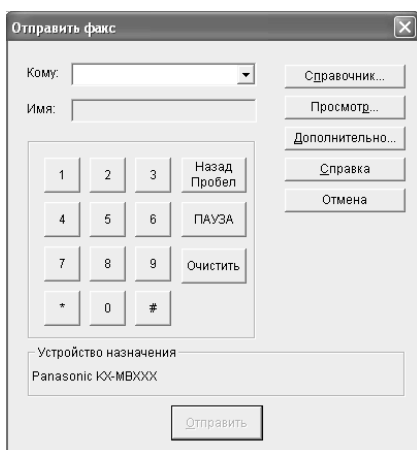 Отправить факс
Кому:
Справочник...
Имя:
Просмотр...
Дополнительно...
Справка
Отмена
1 2 3 Назад Пробел
4 5 6 ПАУЗА
7 8 9 Очистить
* 0 #
Устройство назначения
Panasonic KX-MBXXX
Отправить